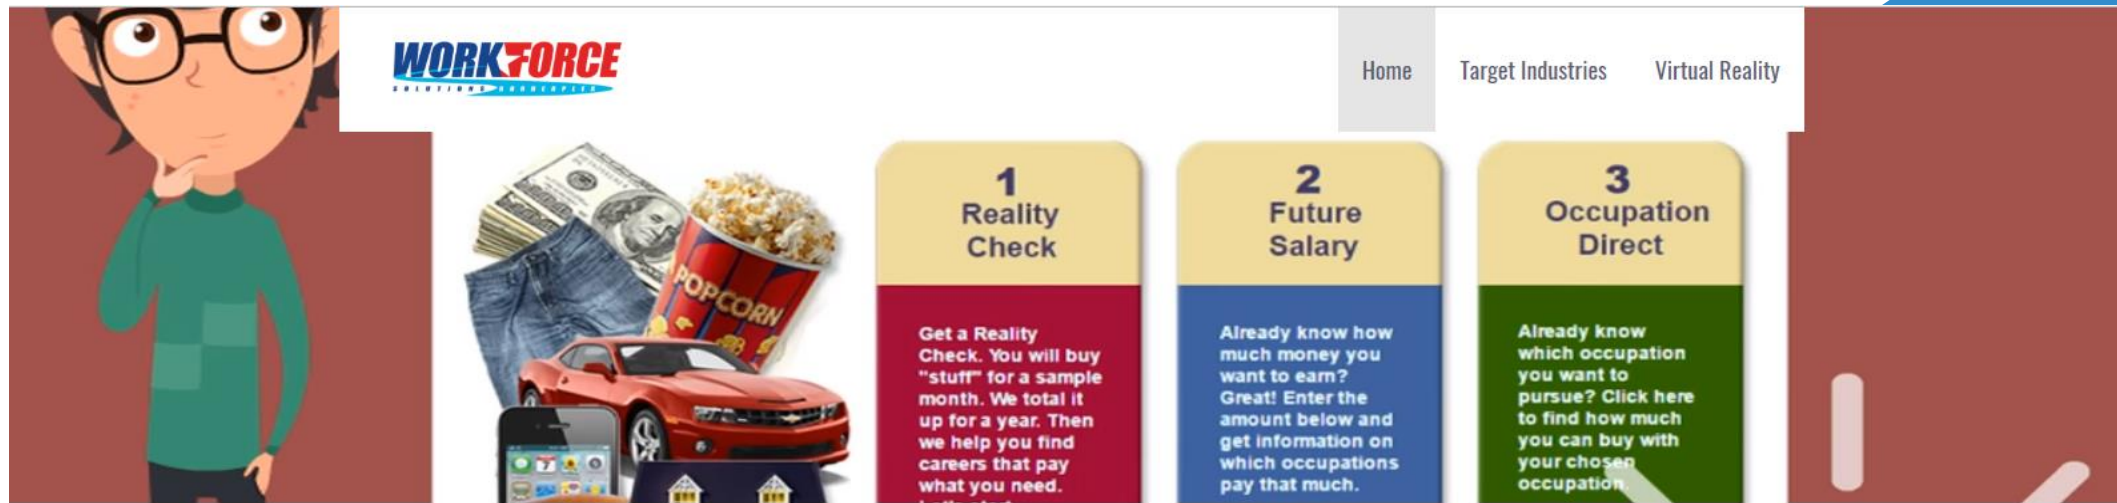 WORKFORCE
SOLUTIONS BORDERPLEX
Home
Target Industries
Virtual Reality
POPCORN
7
1
Reality
Check
Get a Reality
Check. You will buy
"stuff" for a sample
month. We total it
up for a year. Then
we help you find
careers that pay
what you need.
2
Future
Salary
Already know how
much money you
want to earn?
Great! Enter the
amount below and
get information on
which occupations
pay that much.
3
Occupation
Direct
Already know
which occupation
you want to
pursue? Click here
to find how much
you can buy with
your chosen
occupation.